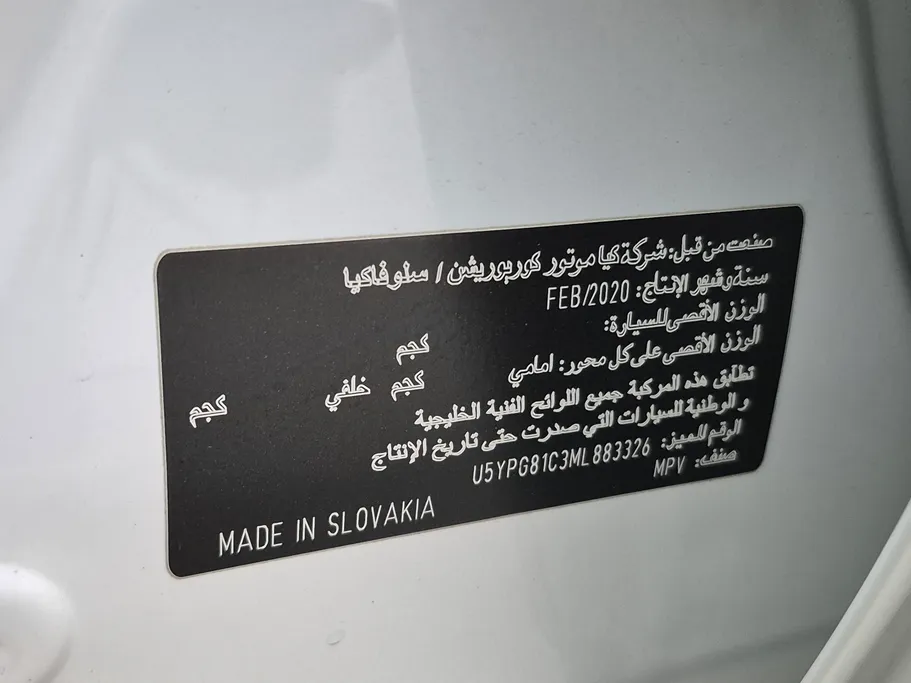 صنعت من قبل: شركة كيا موتور كوربوريشن / سلوفاكيا
سنة وشهر الإنتاج: FEB/2020
الوزن الأقصى للسيارة: كجم
الوزن الأقصى على كل محور: امامي كجم خلفي كجم
تطابق هذه المركبة جميع اللوائح الفنية الخليجية
و الوطنية للسيارات التي صدرت حتى تاريخ الإنتاج
الرقم المميز: U5YPG81C3ML883326
صنف: MPV
MADE IN SLOVAKIA